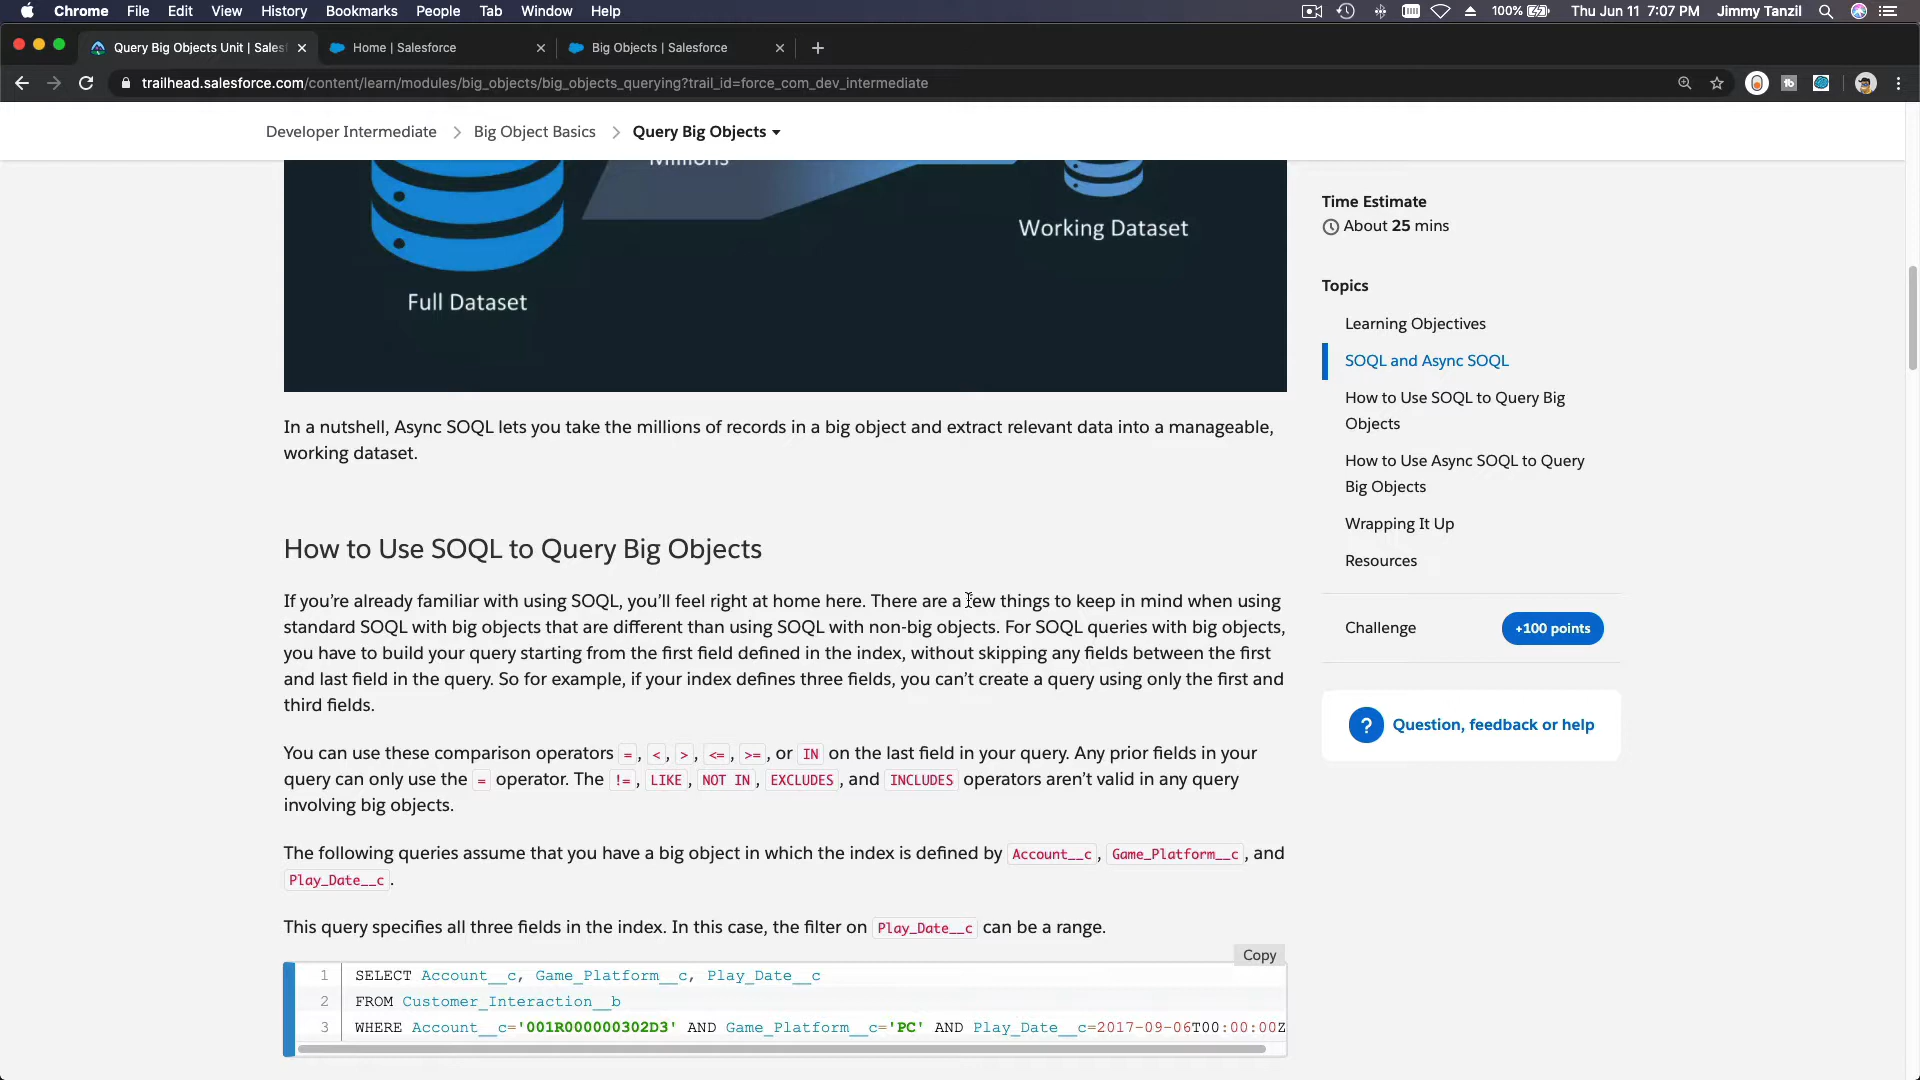 Chrome File Edit View History Bookmarks People Tab Window Help 100% Thu Jun 11 7:07 PM Jimmy Tanzil
Query Big Objects Unit | Sales Home | Salesforce Big Objects | Salesforce
trailhead.salesforce.com/content/learn/modules/big_objects/big_objects_querying?trail_id=force_com_dev_intermediate
Developer Intermediate > Big Object Basics > Query Big Objects
Millions
Working Dataset
Full Dataset
In a nutshell, Async SOQL lets you take the millions of records in a big object and extract relevant data into a manageable,
working dataset.
How to Use SOQL to Query Big Objects
If you’re already familiar with using SOQL, you’ll feel right at home here. There are a few things to keep in mind when using
standard SOQL with big objects that are different than using SOQL with non-big objects. For SOQL queries with big objects,
you have to build your query starting from the first field defined in the index, without skipping any fields between the first
and last field in the query. So for example, if your index defines three fields, you can’t create a query using only the first and
third fields.
You can use these comparison operators =, <, >, <=, >=, or IN on the last field in your query. Any prior fields in your
query can only use the = operator. The !=, LIKE, NOT IN, EXCLUDES, and INCLUDES operators aren’t valid in any query
involving big objects.
The following queries assume that you have a big object in which the index is defined by Account__c, Game_Platform__c, and
Play_Date__c.
This query specifies all three fields in the index. In this case, the filter on Play_Date__c can be a range.
Copy
1 SELECT Account__c, Game_Platform__c, Play_Date__c
2 FROM Customer_Interaction__b
3 WHERE Account__c='001R000000302D3' AND Game_Platform__c='PC' AND Play_Date__c=2017-09-06T00:00:00Z
Time Estimate
About 25 mins
Topics
Learning Objectives
SOQL and Async SOQL
How to Use SOQL to Query Big
Objects
How to Use Async SOQL to Query
Big Objects
Wrapping It Up
Resources
Challenge +100 points
? Question, feedback or help